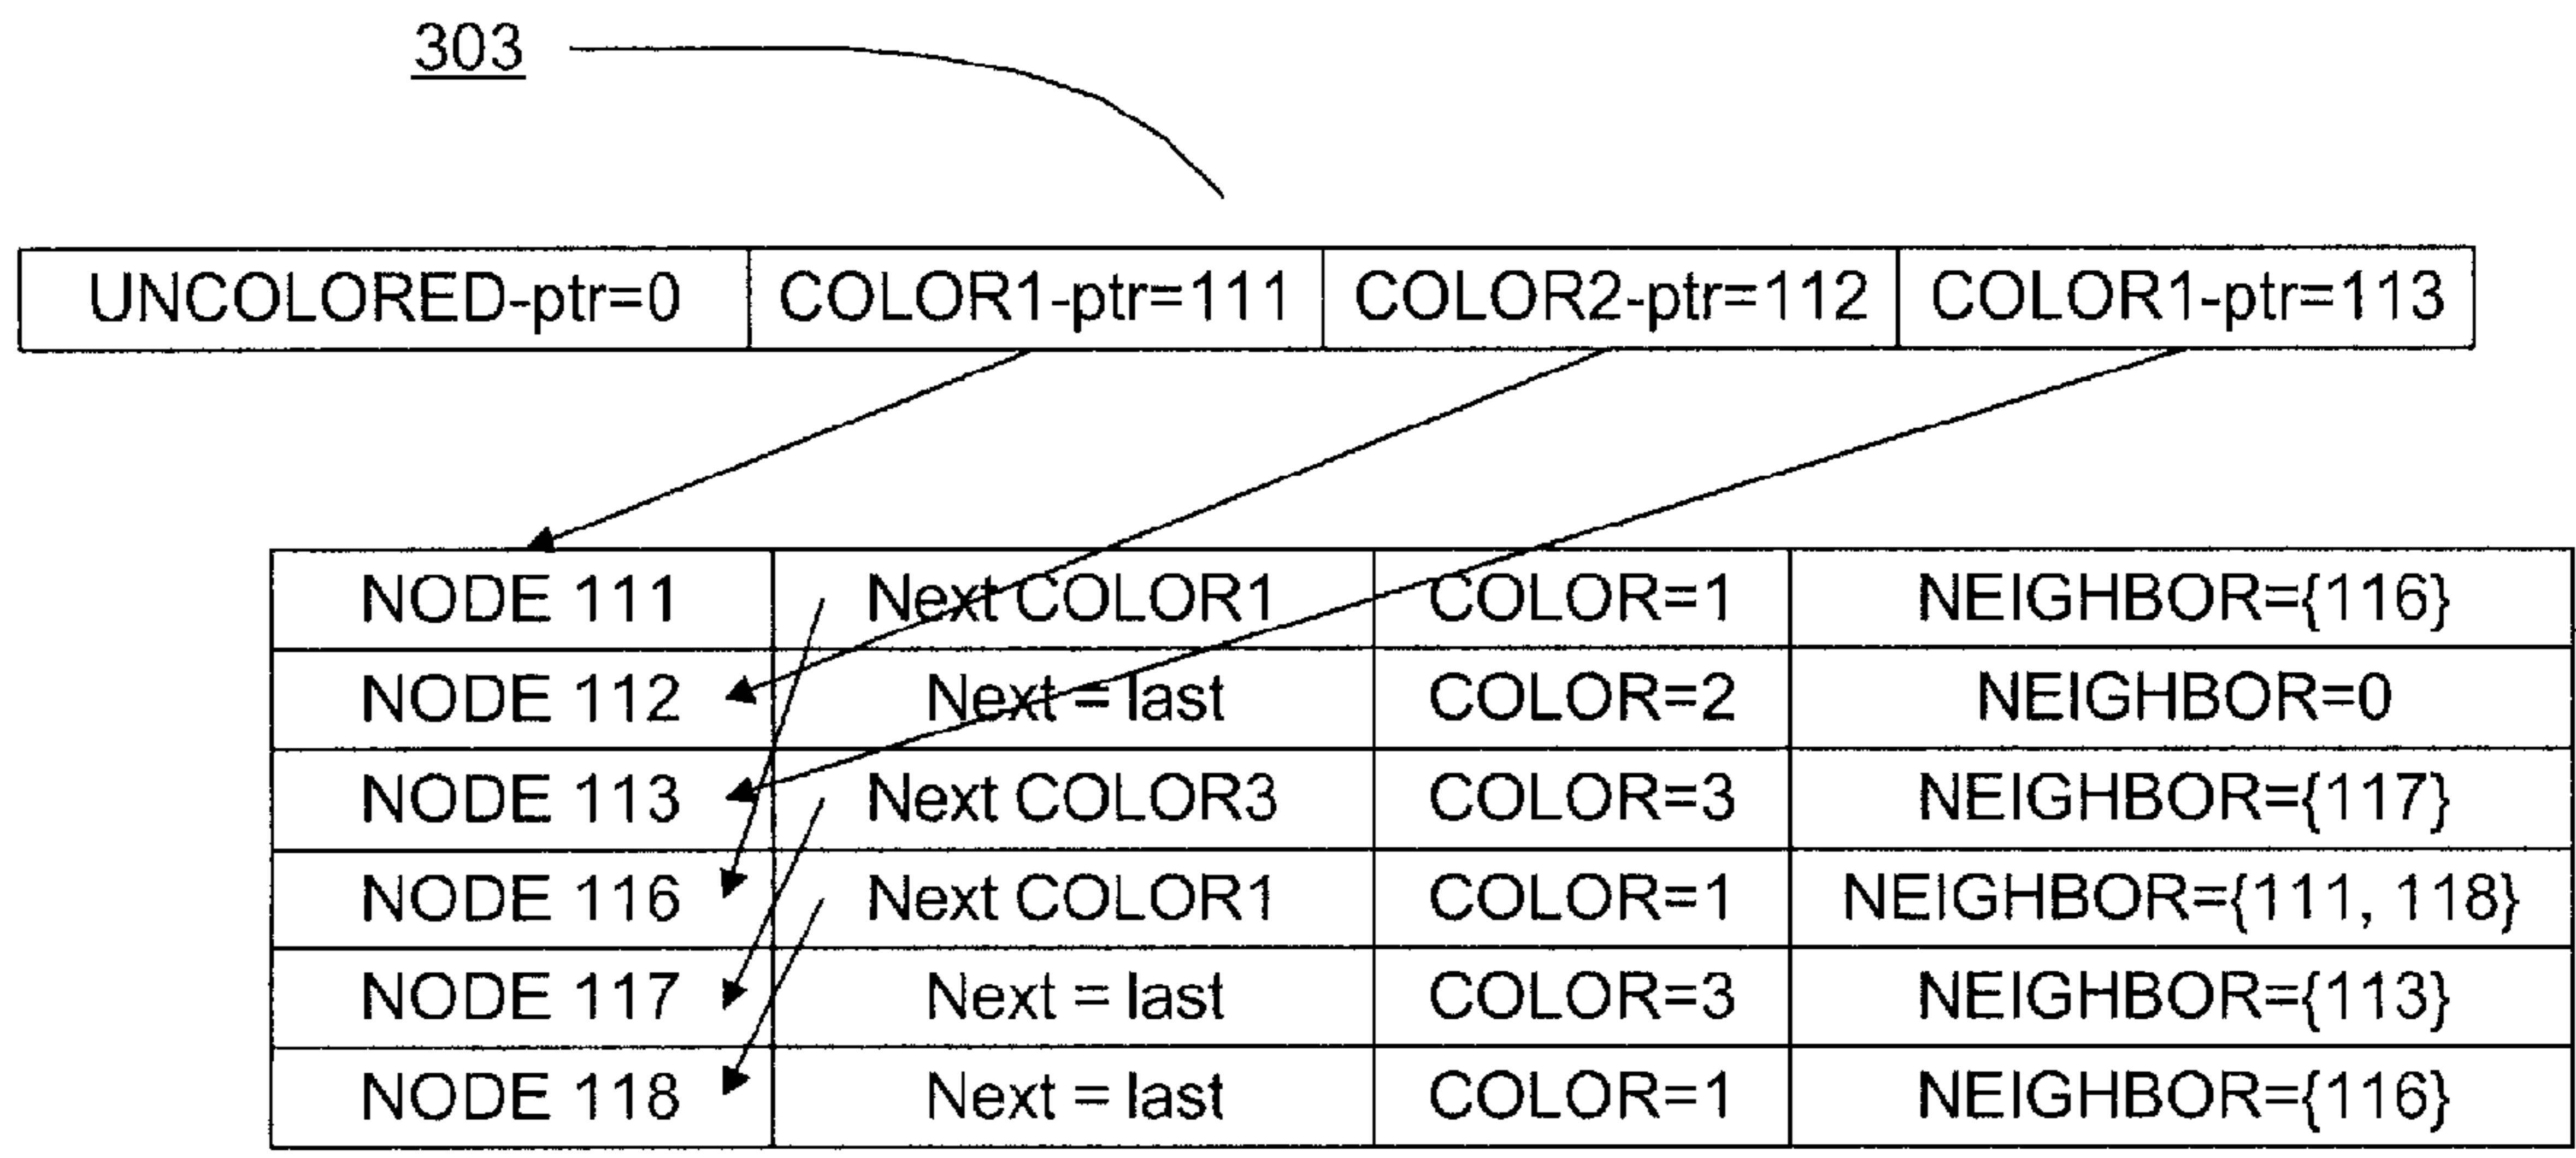 303
UNCOLORED-ptr=0 COLOR1-ptr=111 COLOR2-ptr=112 COLOR1-ptr=113
NODE 111 Next COLOR1 COLOR=1 NEIGHBOR={116}
NODE 112 Next = last COLOR=2 NEIGHBOR=0
NODE 113 Next COLOR3 COLOR=3 NEIGHBOR={117}
NODE 116 Next COLOR1 COLOR=1 NEIGHBOR={111, 118}
NODE 117 Next = last COLOR=3 NEIGHBOR={113}
NODE 118 Next = last COLOR=1 NEIGHBOR={116}